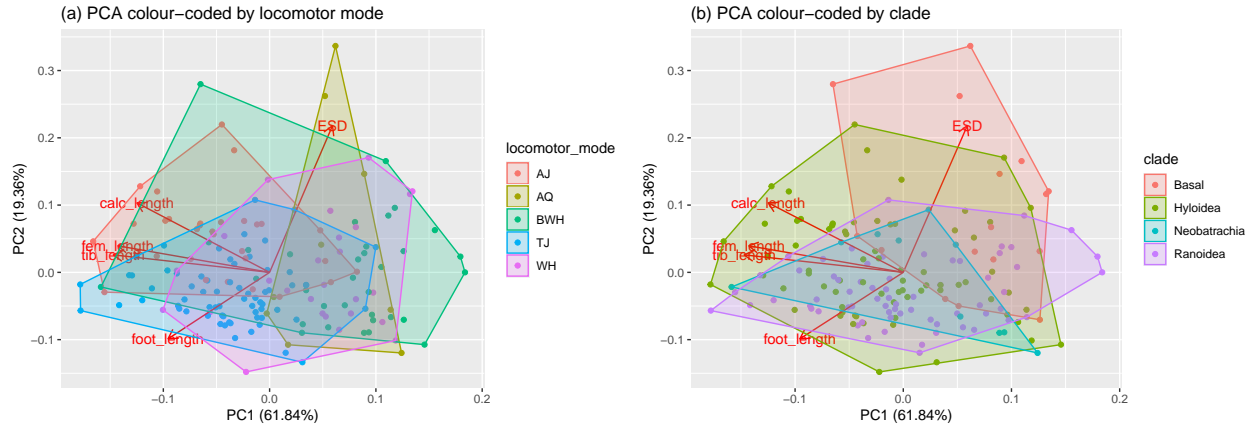 (a) PCA colour−coded by locomotor mode
0.3
0.2
0.1
0.0
−0.1
PC2 (19.36%)
ESD
calc_length
fem_length
tib_length
foot_length
−0.1
0.0
0.1
0.2
PC1 (61.84%)
locomotor_mode
AJ
AQ
BWH
TJ
WH
(b) PCA colour−coded by clade
0.3
0.2
0.1
0.0
−0.1
PC2 (19.36%)
ESD
calc_length
fem_length
tib_length
foot_length
−0.1
0.0
0.1
0.2
PC1 (61.84%)
clade
Basal
Hyloidea
Neobatrachia
Ranoidea